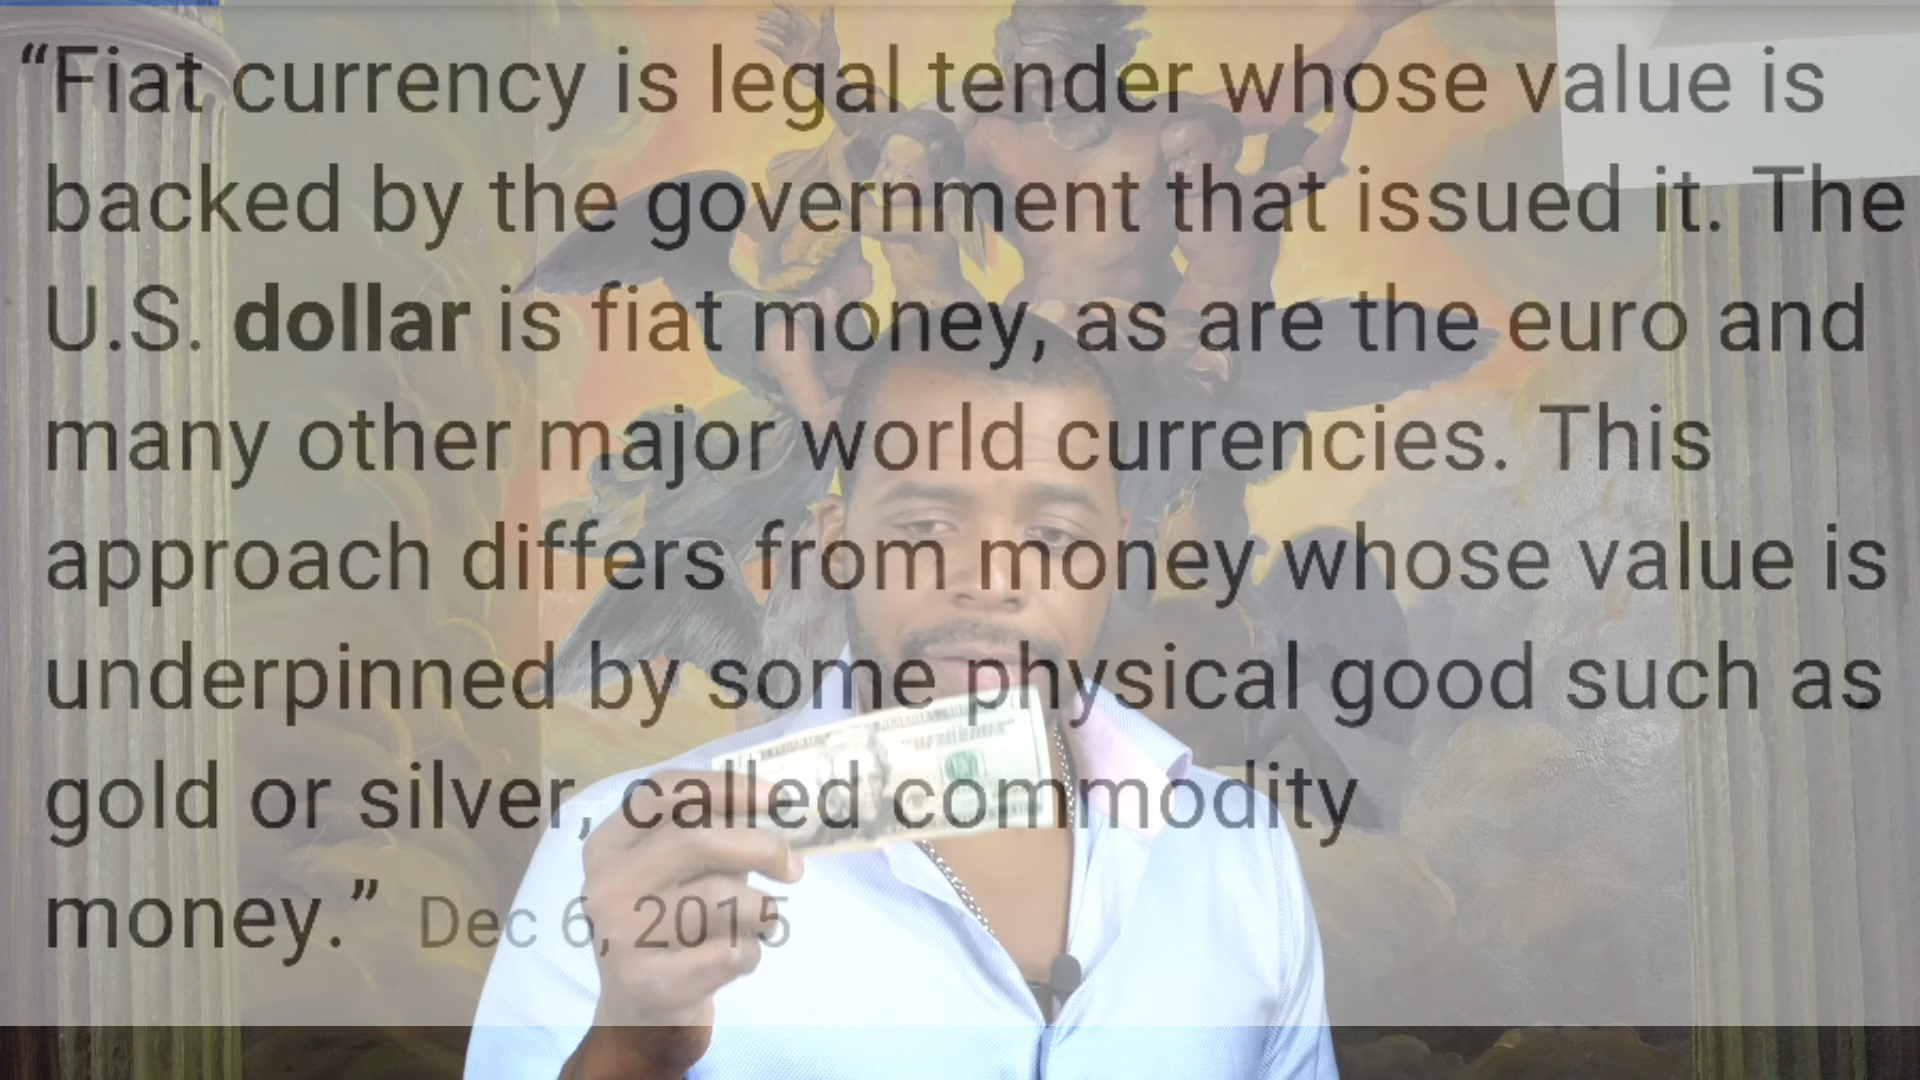 “Fiat currency is legal tender whose value is
backed by the government that issued it. The
U.S. dollar is fiat money, as are the euro and
many other major world currencies. This
approach differs from money whose value is
underpinned by some physical good such as
gold or silver, called commodity
money.” Dec 6, 2015